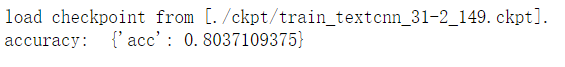 load checkpoint from [./ckpt/train_textcnn_31-2_149.ckpt].
accuracy:  {'acc': 0.8037109375}